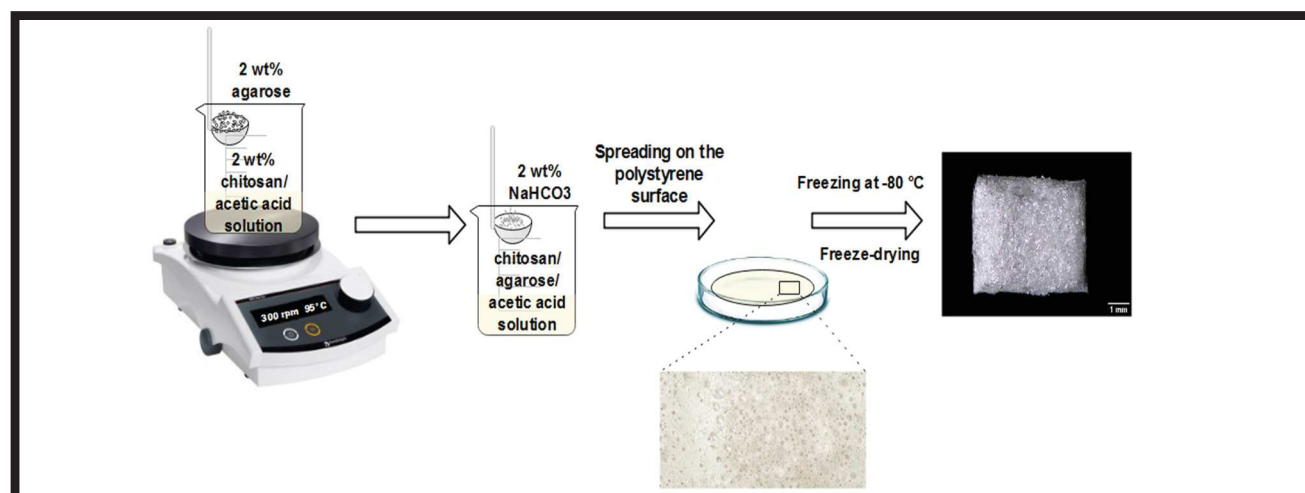 2 wt%
agarose
2 wt%
chitosan/
acetic acid
solution
300 rpm 95°C
2 wt%
NaHCO3
chitosan/
agarose/
acetic acid
solution
Spreading on the
polystyrene
surface
Freezing at -80 °C
Freeze-drying
1 mm